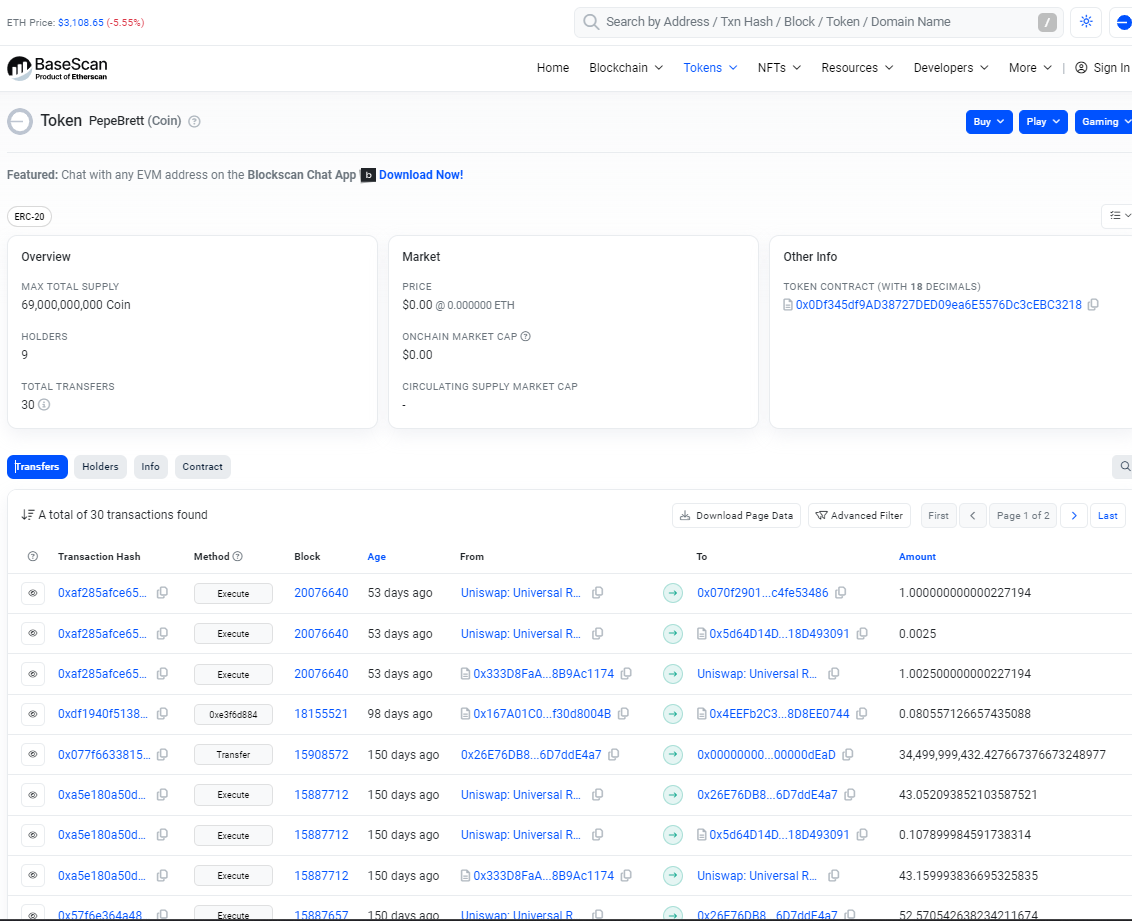 ETH Price: $3,108.65 (-5.55%)
Search by Address / Txn Hash / Block / Token / Domain Name
/
BaseScan
Product of Etherscan
Home Blockchain Tokens NFTs Resources Developers More | Sign In
Token PepeBrett (Coin)
Buy Play Gaming
Featured: Chat with any EVM address on the Blockscan Chat App b Download Now!
ERC-20
Overview
MAX TOTAL SUPPLY
69,000,000,000 Coin
HOLDERS
9
TOTAL TRANSFERS
30
Market
PRICE
$0.00 @ 0.000000 ETH
ONCHAIN MARKET CAP
$0.00
CIRCULATING SUPPLY MARKET CAP
-
Other Info
TOKEN CONTRACT (WITH 18 DECIMALS)
0x0Df345df9AD38727DED09ea6E5576Dc3cEBC3218
Transfers Holders Info Contract
A total of 30 transactions found
Download Page Data Advanced Filter First Page 1 of 2 Last
Transaction Hash Method Block Age From To Amount
0xaf285afce65... Execute 20076640 53 days ago Uniswap: Universal R... 0x070f2901...c4fe53486 1.000000000000227194
0xaf285afce65... Execute 20076640 53 days ago Uniswap: Universal R... 0x5d64D14D...18D493091 0.0025
0xaf285afce65... Execute 20076640 53 days ago 0x333D8FaA...8B9Ac1174 Uniswap: Universal R... 1.002500000000227194
0xdf1940f5138... 0xe3f6d884 18155521 98 days ago 0x167A01C0...f30d8004B 0x4EEFb2C3...8D8EE0744 0.080557126657435088
0x077f6633815... Transfer 15908572 150 days ago 0x26E76DB8...6D7ddE4a7 0x00000000...00000dEaD 34,499,999,432.427667376673248977
0xa5e180a50d... Execute 15887712 150 days ago Uniswap: Universal R... 0x26E76DB8...6D7ddE4a7 43.052093852103587521
0xa5e180a50d... Execute 15887712 150 days ago Uniswap: Universal R... 0x5d64D14D...18D493091 0.107899984591738314
0xa5e180a50d... Execute 15887712 150 days ago 0x333D8FaA...8B9Ac1174 Uniswap: Universal R... 43.159993836695325835
0x57f6e364a48... Execute 15887657 150 days ago Uniswap: Universal R... 0x26E76DB8...6D7ddE4a7 52.570542638234211674